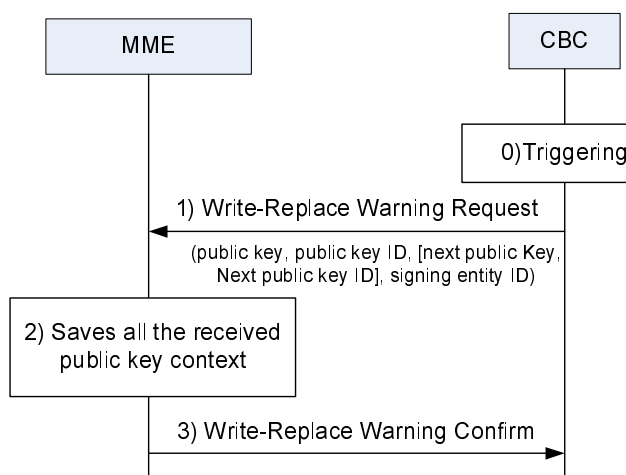 MME
CBC
0)Triggering
1) Write-Replace Warning Request
(public key, public key ID, [next public Key,
Next public key ID], signing entity ID)
2) Saves all the received
public key context
3) Write-Replace Warning Confirm